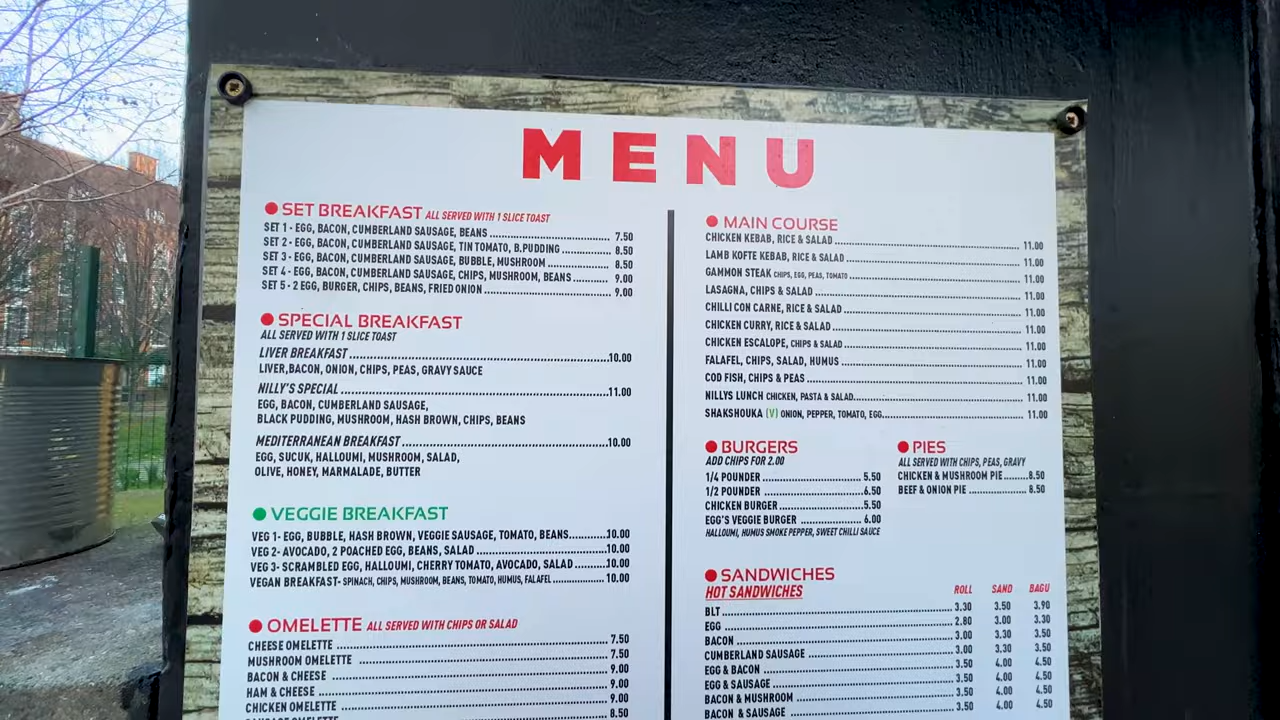 MENU
SET BREAKFAST ALL SERVED WITH 1 SLICE TOAST
SET 1 - EGG, BACON, CUMBERLAND SAUSAGE, BEANS 7.50
SET 2 - EGG, BACON, CUMBERLAND SAUSAGE, TIN TOMATO, B.PUDDING 8.50
SET 3 - EGG, BACON, CUMBERLAND SAUSAGE, BUBBLE, MUSHROOM 8.50
SET 4 - EGG, BACON, CUMBERLAND SAUSAGE, CHIPS, MUSHROOM, BEANS 9.00
SET 5 - 2 EGG, BURGER, CHIPS, BEANS, FRIED ONION 9.00
SPECIAL BREAKFAST
ALL SERVED WITH 1 SLICE TOAST
LIVER BREAKFAST 10.00
LIVER,BACON, ONION, CHIPS, PEAS, GRAVY SAUCE
NILLY'S SPECIAL 11.00
EGG, BACON, CUMBERLAND SAUSAGE,
BLACK PUDDING, MUSHROOM, HASH BROWN, CHIPS, BEANS
MEDITERRANEAN BREAKFAST 10.00
EGG, SUCUK, HALLOUMI, MUSHROOM, SALAD,
OLIVE, HONEY, MARMALADE, BUTTER
VEGGIE BREAKFAST
VEG 1- EGG, BUBBLE, HASH BROWN, VEGGIE SAUSAGE, TOMATO, BEANS 10.00
VEG 2- AVOCADO, 2 POACHED EGG, BEANS, SALAD 10.00
VEG 3- SCRAMBLED EGG, HALLOUMI, CHERRY TOMATO, AVOCADO, SALAD 10.00
VEGAN BREAKFAST- SPINACH, CHIPS, MUSHROOM, BEANS, TOMATO, HUMUS, FALAFEL 10.00
OMELETTE ALL SERVED WITH CHIPS OR SALAD
CHEESE OMELETTE 7.50
MUSHROOM OMELETTE 7.50
BACON & CHEESE 9.00
HAM & CHEESE 9.00
CHICKEN OMELETTE 9.00
OMELETTE 8.50
MAIN COURSE
CHICKEN KEBAB, RICE & SALAD 11.00
LAMB KOFTE KEBAB, RICE & SALAD 11.00
GAMMON STEAK CHIPS, EGG, PEAS, TOMATO 11.00
LASAGNA, CHIPS & SALAD 11.00
CHILLI CON CARNE, RICE & SALAD 11.00
CHICKEN CURRY, RICE & SALAD 11.00
CHICKEN ESCALOPE, CHIPS & SALAD 11.00
FALAFEL, CHIPS, SALAD, HUMUS 11.00
COD FISH, CHIPS & PEAS 11.00
NILLYS LUNCH CHICKEN, PASTA & SALAD 11.00
SHAKSHOUKA (V) ONION, PEPPER, TOMATO, EGG 11.00
BURGERS
ADD CHIPS FOR 2.00
1/4 POUNDER 5.50
1/2 POUNDER 6.50
CHICKEN BURGER 5.50
EGG'S VEGGIE BURGER 6.00
HALLOUMI, HUMUS SMOKE PEPPER, SWEET CHILLI SAUCE
PIES
ALL SERVED WITH CHIPS, PEAS, GRAVY
CHICKEN & MUSHROOM PIE 8.50
BEEF & ONION PIE 8.50
SANDWICHES
HOT SANDWICHES ROLL SAND BAGU
BLT 3.30 3.50 3.90
EGG 2.80 3.00 3.30
BACON 3.00 3.30 3.50
CUMBERLAND SAUSAGE 3.00 3.30 3.50
EGG & BACON 3.50 4.00 4.50
EGG & SAUSAGE 3.50 4.00 4.50
BACON & MUSHROOM 3.50 4.00 4.50
BACON & SAUSAGE 3.50 4.00 4.50